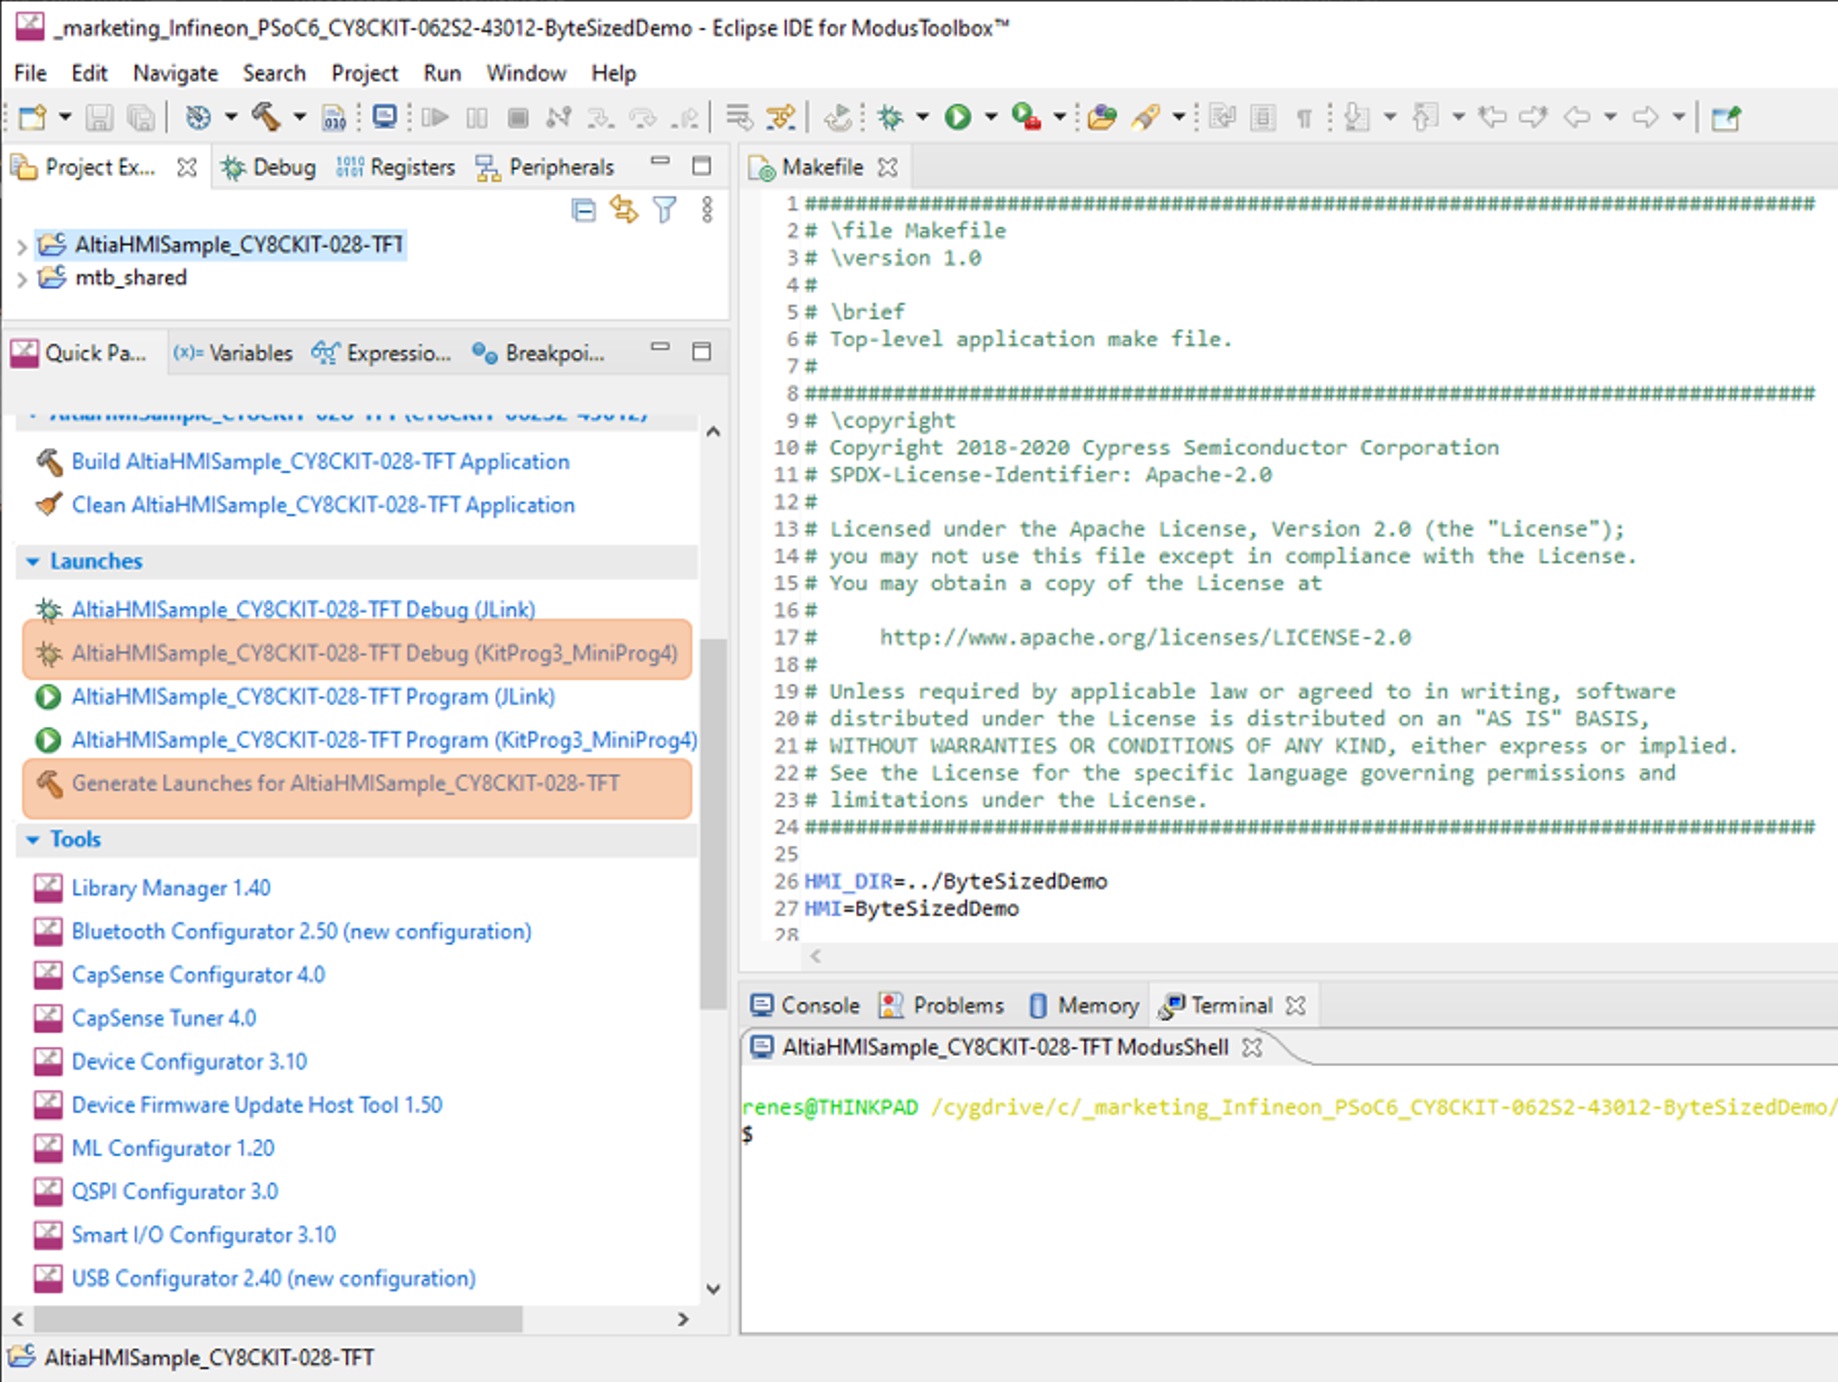 _marketing_Infineon_PSoC6_CY8CKIT-062S2-43012-ByteSizedDemo - Eclipse IDE for ModusToolbox™
File Edit Navigate Search Project Run Window Help
Project Ex... Debug Registers Peripherals
AltiaHMISample_CY8CKIT-028-TFT
mtb_shared
Quick Pa... (x)= Variables Expressio... Breakpoi...
AltiaHMISample_CY8CKIT-028-TFT (CY8CKIT-062S2-43012)
Build AltiaHMISample_CY8CKIT-028-TFT Application
Clean AltiaHMISample_CY8CKIT-028-TFT Application
Launches
AltiaHMISample_CY8CKIT-028-TFT Debug (JLink)
AltiaHMISample_CY8CKIT-028-TFT Debug (KitProg3_MiniProg4)
AltiaHMISample_CY8CKIT-028-TFT Program (JLink)
AltiaHMISample_CY8CKIT-028-TFT Program (KitProg3_MiniProg4)
Generate Launches for AltiaHMISample_CY8CKIT-028-TFT
Tools
Library Manager 1.40
Bluetooth Configurator 2.50 (new configuration)
CapSense Configurator 4.0
CapSense Tuner 4.0
Device Configurator 3.10
Device Firmware Update Host Tool 1.50
ML Configurator 1.20
QSPI Configurator 3.0
Smart I/O Configurator 3.10
USB Configurator 2.40 (new configuration)
AltiaHMISample_CY8CKIT-028-TFT
Makefile
1 ################################################################################
2 # \file Makefile
3 # \version 1.0
4 #
5 # \brief
6 # Top-level application make file.
7 #
8 ################################################################################
9 # \copyright
10 # Copyright 2018-2020 Cypress Semiconductor Corporation
11 # SPDX-License-Identifier: Apache-2.0
12 #
13 # Licensed under the Apache License, Version 2.0 (the "License");
14 # you may not use this file except in compliance with the License.
15 # You may obtain a copy of the License at
16 #
17 #     http://www.apache.org/licenses/LICENSE-2.0
18 #
19 # Unless required by applicable law or agreed to in writing, software
20 # distributed under the License is distributed on an "AS IS" BASIS,
21 # WITHOUT WARRANTIES OR CONDITIONS OF ANY KIND, either express or implied.
22 # See the License for the specific language governing permissions and
23 # limitations under the License.
24 ################################################################################
25
26 HMI_DIR=../ByteSizedDemo
27 HMI=ByteSizedDemo
28
Console Problems Memory Terminal
AltiaHMISample_CY8CKIT-028-TFT ModusShell
renes@THINKPAD /cygdrive/c/_marketing_Infineon_PSoC6_CY8CKIT-062S2-43012-ByteSizedDemo/
$